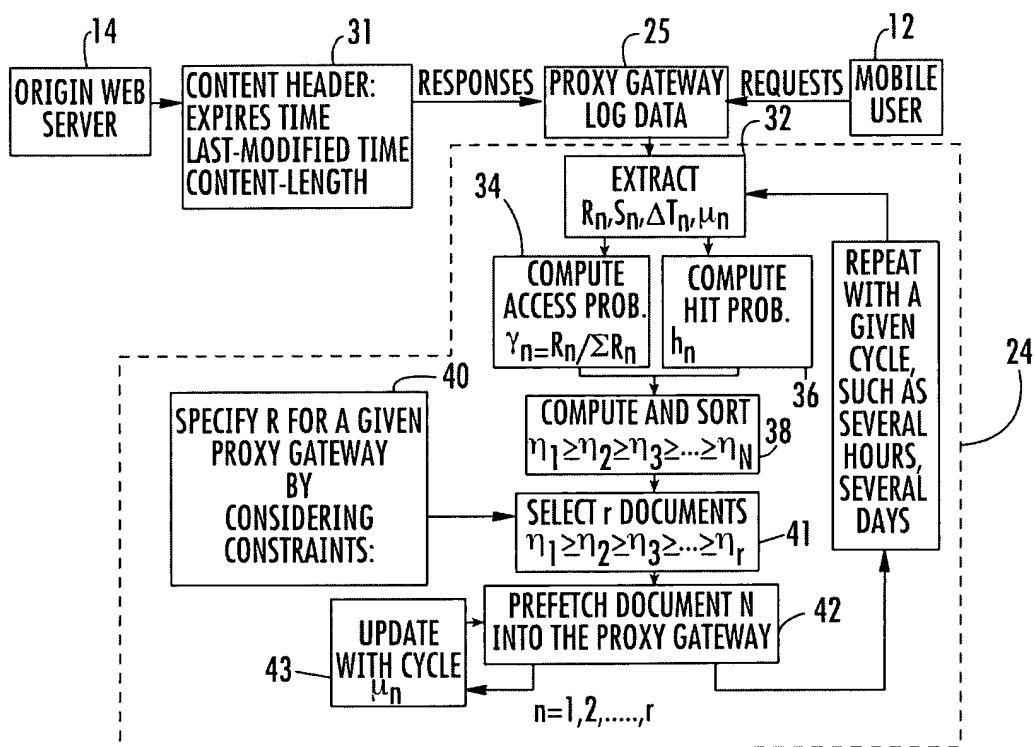 14
31
25
12
ORIGIN WEB
SERVER
CONTENT HEADER:
EXPIRES TIME
LAST-MODIFIED TIME
CONTENT-LENGTH
RESPONSES
PROXY GATEWAY
LOG DATA
REQUESTS
MOBILE
USER
32
EXTRACT
Rn,Sn,ΔTn,μn
34
COMPUTE
ACCESS PROB.
γn=Rn/ΣRn
COMPUTE
HIT PROB.
hn
36
REPEAT
WITH A
GIVEN
CYCLE,
SUCH AS
SEVERAL
HOURS,
SEVERAL
DAYS
24
40
SPECIFY R FOR A GIVEN
PROXY GATEWAY
BY
CONSIDERING
CONSTRAINTS:
COMPUTE AND SORT
η1≥η2≥η3≥...≥ηN
38
SELECT r DOCUMENTS
η1≥η2≥η3≥...≥ηr
41
PREFETCH DOCUMENT N
INTO THE PROXY GATEWAY
42
UPDATE
WITH CYCLE
μn
43
n=1,2,.....,r